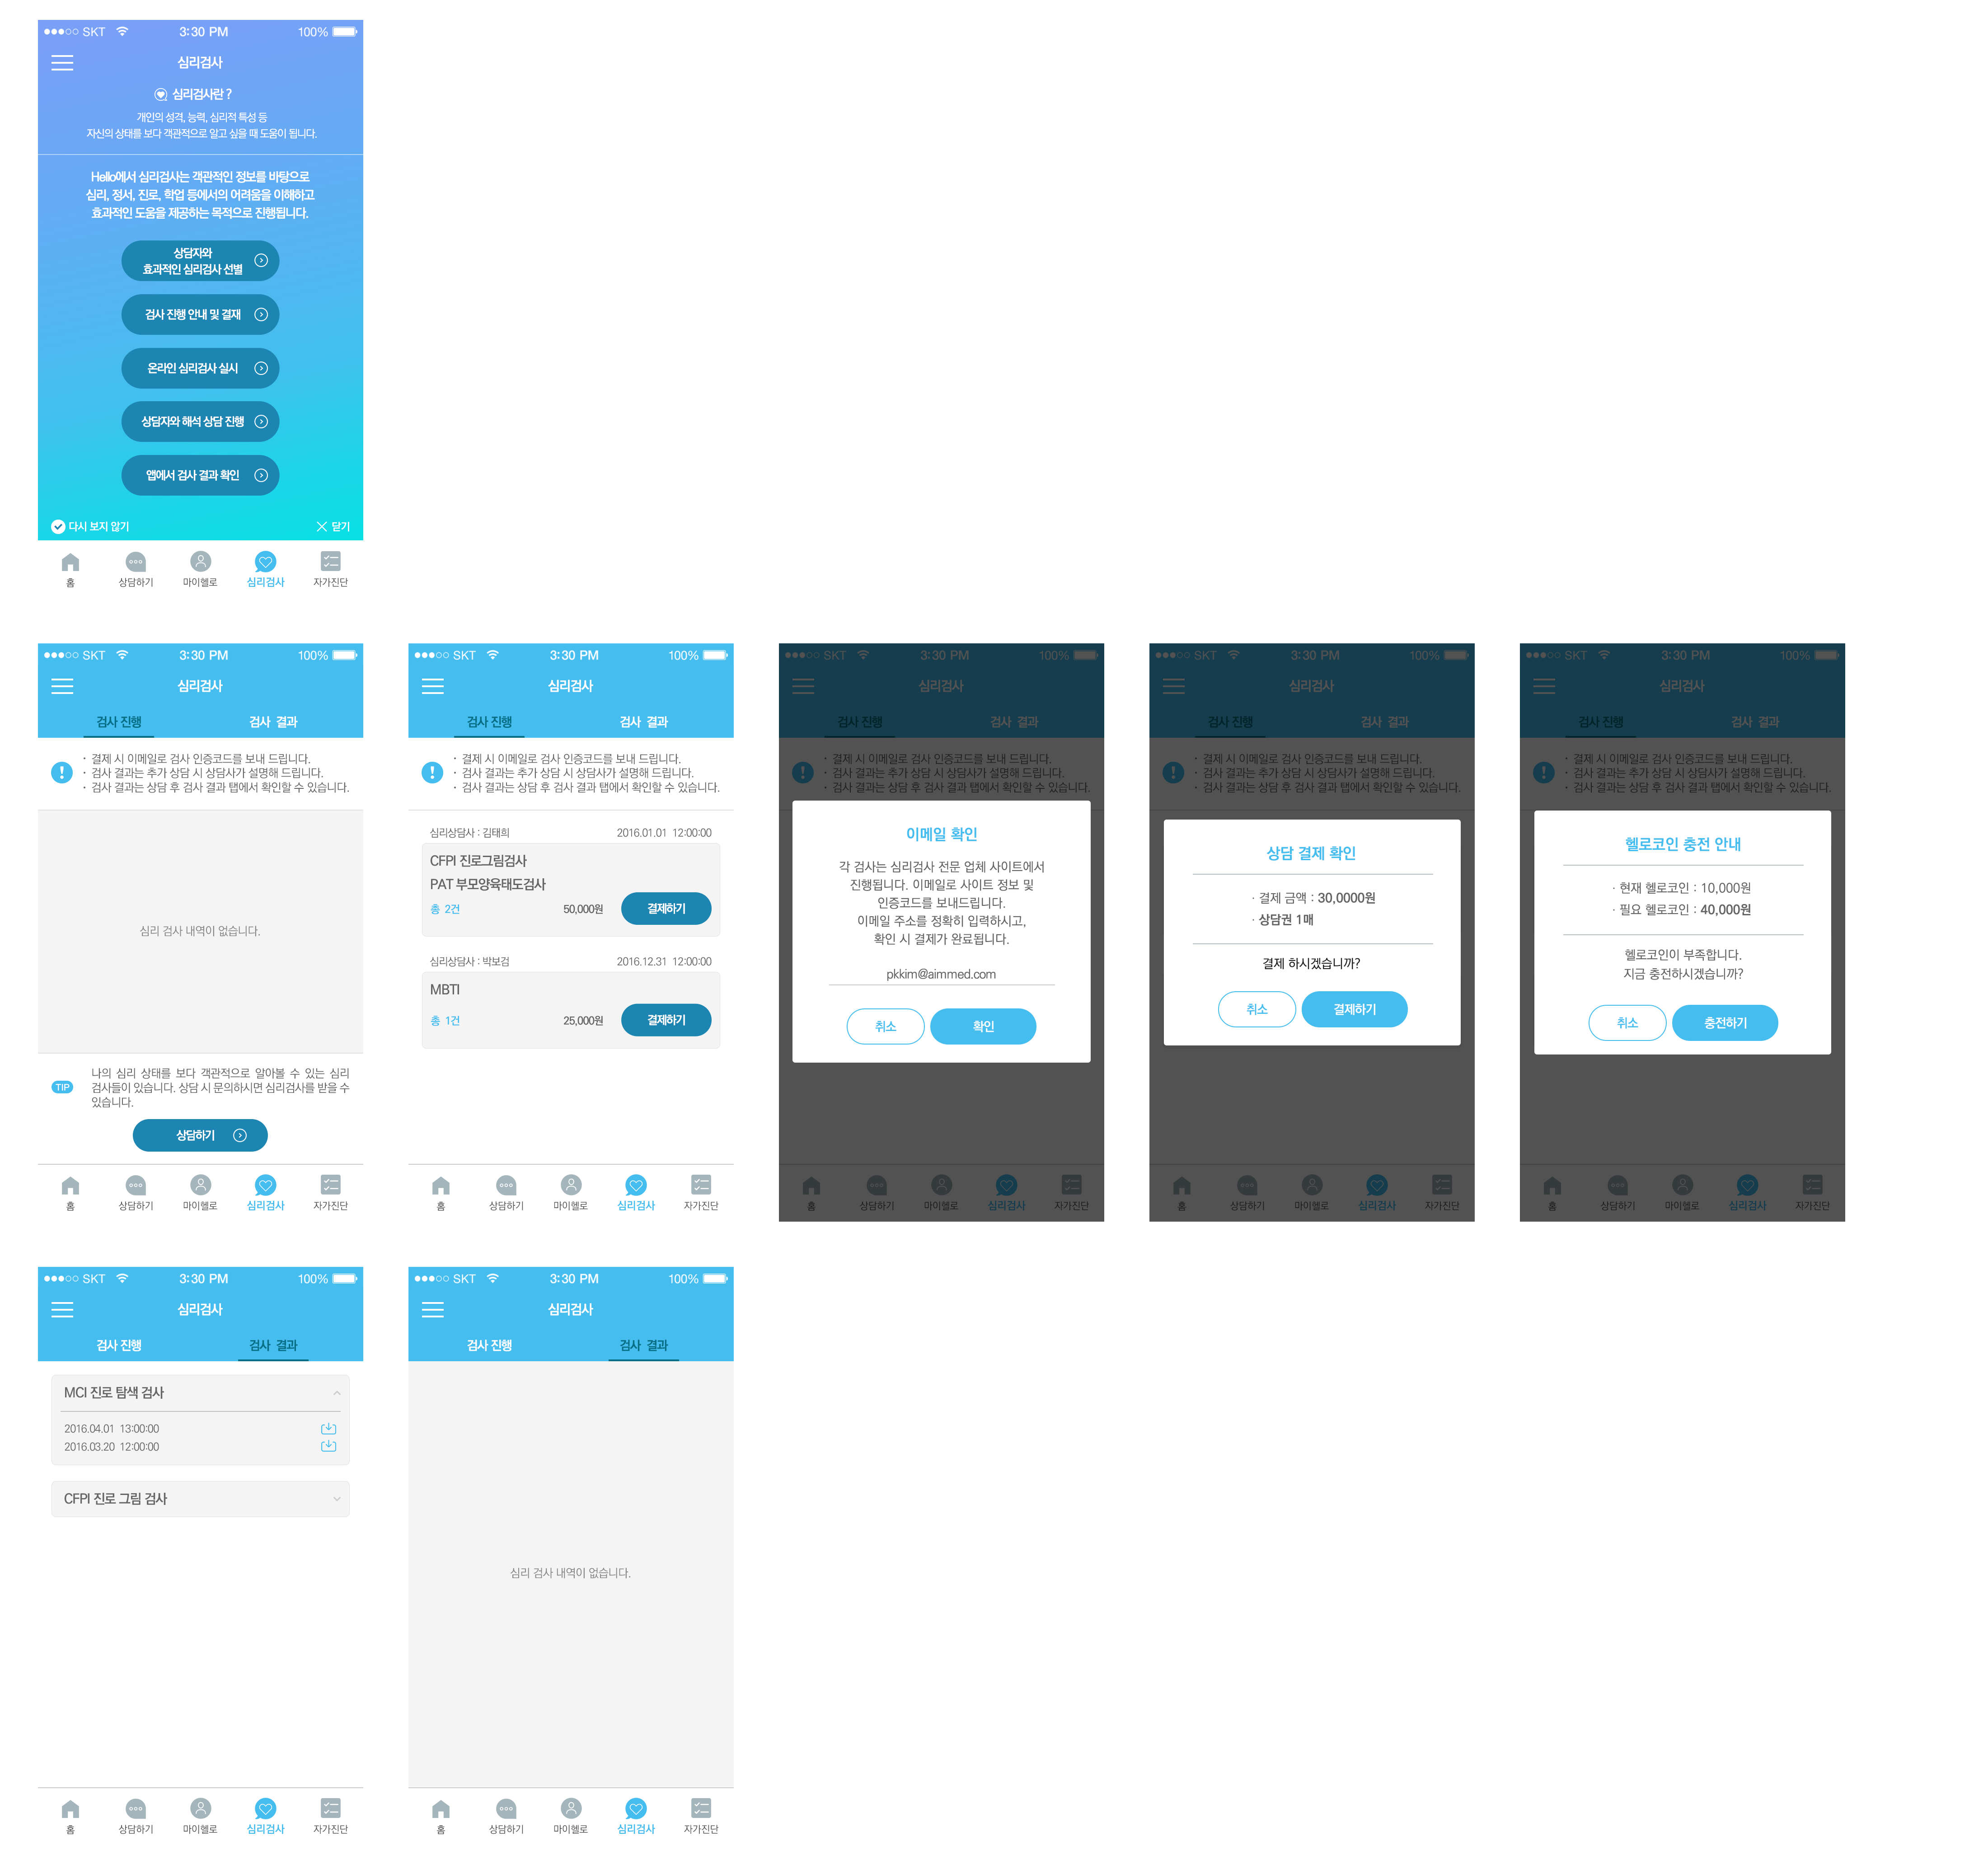 SKT 3:30 PM 100%
심리검사
심리검사란 ?
개인의 성격, 능력, 심리적 특성 등
자신의 상태를 보다 객관적으로 알고 싶을 때 도움이 됩니다.
Hello에서 심리검사는 객관적인 정보를 바탕으로
심리, 정서, 진로, 학업 등에서의 어려움을 이해하고
효과적인 도움을 제공하는 목적으로 진행됩니다.
상담자와
효과적인 심리검사 선별
검사 진행 안내 및 결재
온라인 심리검사 실시
상담자와 해석 상담 진행
앱에서 검사 결과 확인
다시 보지 않기 닫기
홈 상담하기 마이헬로 심리검사 자가진단
SKT 3:30 PM 100%
심리검사
검사 진행 검사 결과
· 결제 시 이메일로 검사 인증코드를 보내 드립니다.
· 검사 결과는 추가 상담 시 상담사가 설명해 드립니다.
· 검사 결과는 상담 후 검사 결과 탭에서 확인할 수 있습니다.
심리 검사 내역이 없습니다.
TIP
나의 심리 상태를 보다 객관적으로 알아볼 수 있는 심리
검사들이 있습니다. 상담 시 문의하시면 심리검사를 받을 수
있습니다.
상담하기
홈 상담하기 마이헬로 심리검사 자가진단
SKT 3:30 PM 100%
심리검사
검사 진행 검사 결과
· 결제 시 이메일로 검사 인증코드를 보내 드립니다.
· 검사 결과는 추가 상담 시 상담사가 설명해 드립니다.
· 검사 결과는 상담 후 검사 결과 탭에서 확인할 수 있습니다.
심리상담사 : 김태희 2016.01.01 12:00:00
CFPI 진로그림검사
PAT 부모양육태도검사
총 2건 50,000원 결제하기
심리상담사 : 박보검 2016.12.31 12:00:00
MBTI
총 1건 25,000원 결제하기
홈 상담하기 마이헬로 심리검사 자가진단
SKT 3:30 PM 100%
심리검사
검사 진행 검사 결과
· 결제 시 이메일로 검사 인증코드를 보내 드립니다.
· 검사 결과는 추가 상담 시 상담사가 설명해 드립니다.
· 검사 결과는 상담 후 검사 결과 탭에서 확인할 수 있습니다.
이메일 확인
각 검사는 심리검사 전문 업체 사이트에서
진행됩니다. 이메일로 사이트 정보 및
인증코드를 보내드립니다.
이메일 주소를 정확히 입력하시고,
확인 시 결제가 완료됩니다.
pkkim@aimmed.com
취소 확인
홈 상담하기 마이헬로 심리검사 자가진단
SKT 3:30 PM 100%
심리검사
검사 진행 검사 결과
· 결제 시 이메일로 검사 인증코드를 보내 드립니다.
· 검사 결과는 추가 상담 시 상담사가 설명해 드립니다.
· 검사 결과는 상담 후 검사 결과 탭에서 확인할 수 있습니다.
상담 결제 확인
· 결제 금액 : 30,0000원
· 상담권 1매
결제 하시겠습니까?
취소 결제하기
홈 상담하기 마이헬로 심리검사 자가진단
SKT 3:30 PM 100%
심리검사
검사 진행 검사 결과
· 결제 시 이메일로 검사 인증코드를 보내 드립니다.
· 검사 결과는 추가 상담 시 상담사가 설명해 드립니다.
· 검사 결과는 상담 후 검사 결과 탭에서 확인할 수 있습니다.
헬로코인 충전 안내
· 현재 헬로코인 : 10,000원
· 필요 헬로코인 : 40,000원
헬로코인이 부족합니다.
지금 충전하시겠습니까?
취소 충전하기
홈 상담하기 마이헬로 심리검사 자가진단
SKT 3:30 PM 100%
심리검사
검사 진행 검사 결과
MCI 진로 탐색 검사
2016.04.01 13:00:00
2016.03.20 12:00:00
CFPI 진로 그림 검사
홈 상담하기 마이헬로 심리검사 자가진단
SKT 3:30 PM 100%
심리검사
검사 진행 검사 결과
심리 검사 내역이 없습니다.
홈 상담하기 마이헬로 심리검사 자가진단